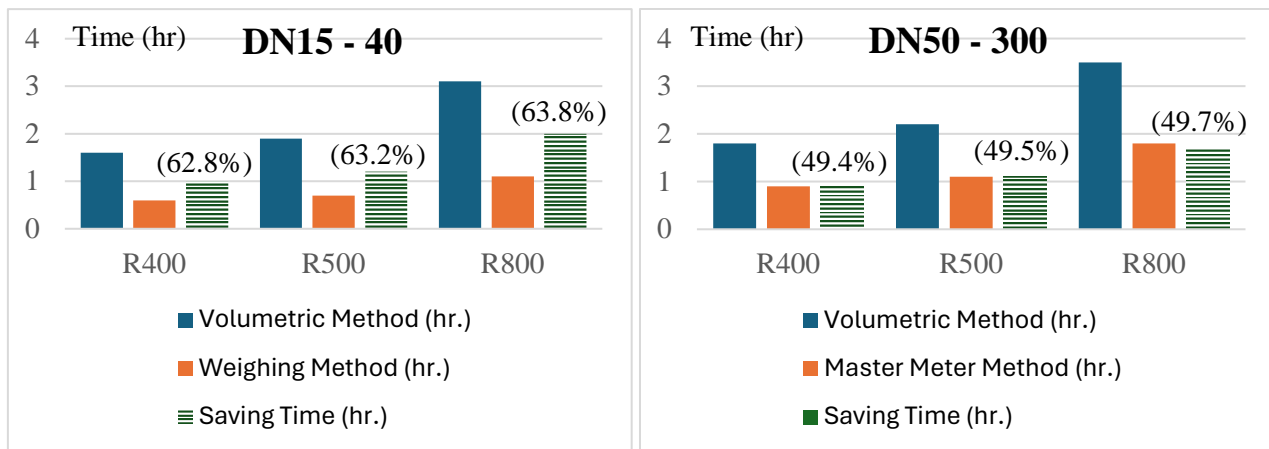 Time (hr)
DN15 - 40
4
3
2
1
0
(62.8%)
(63.2%)
(63.8%)
R400
R500
R800
Volumetric Method (hr.)
Weighing Method (hr.)
Saving Time (hr.)
Time (hr)
DN50 - 300
4
3
2
1
0
(49.4%)
(49.5%)
(49.7%)
R400
R500
R800
Volumetric Method (hr.)
Master Meter Method (hr.)
Saving Time (hr.)